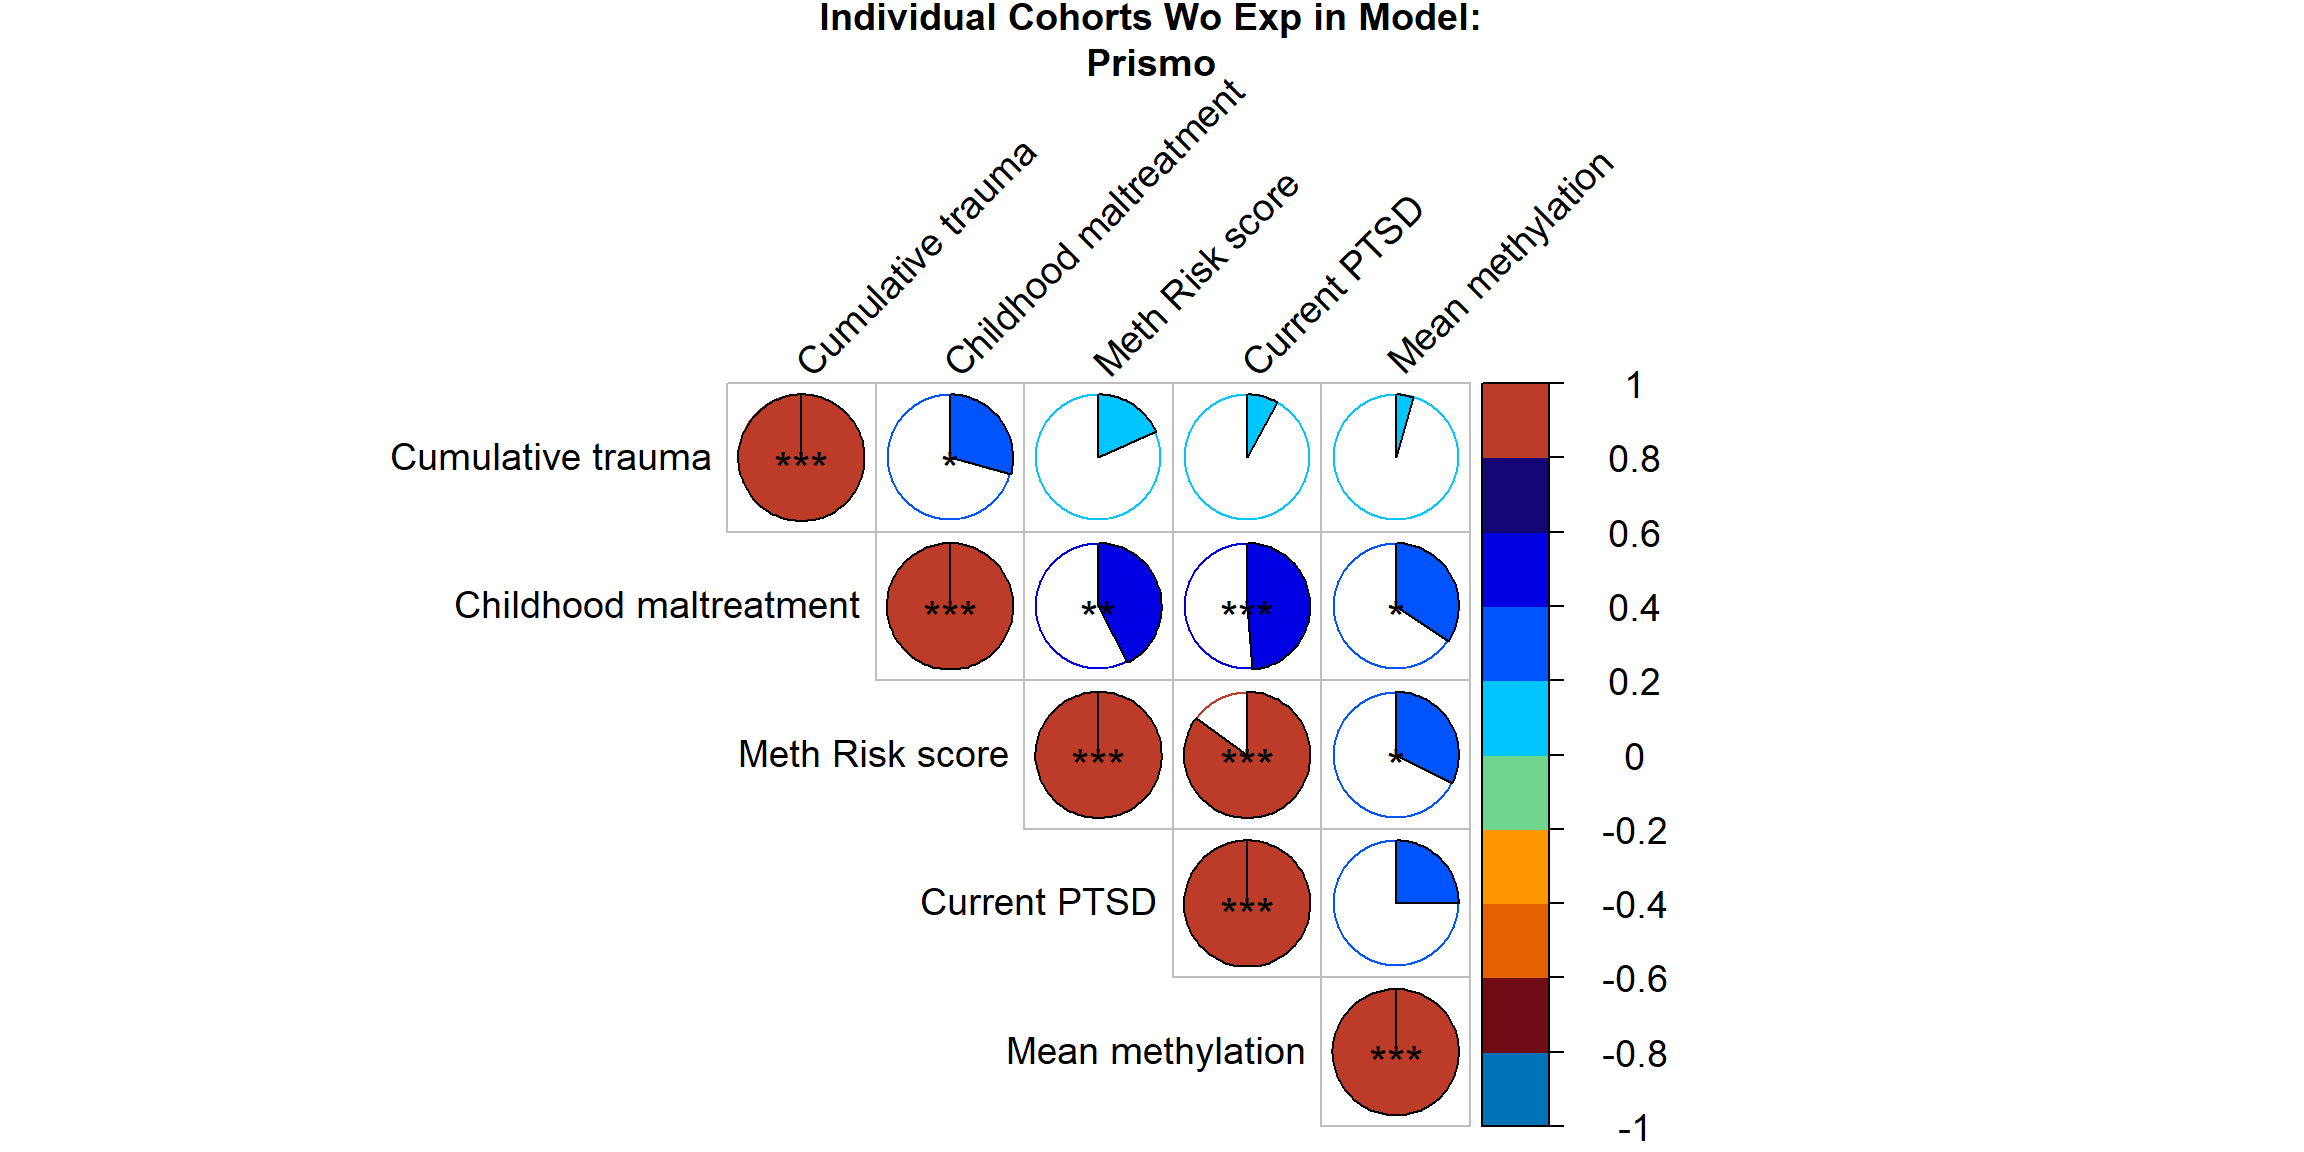 Individual Cohorts Wo Exp in Model:
Prismo
Cumulative trauma
Childhood maltreatment
Meth Risk score
Current PTSD
Mean methylation
Cumulative trauma
*** *
Childhood maltreatment
*** ** *** *
Meth Risk score
*** *** *
Current PTSD
***
Mean methylation
***
1
0.8
0.6
0.4
0.2
0
-0.2
-0.4
-0.6
-0.8
-1